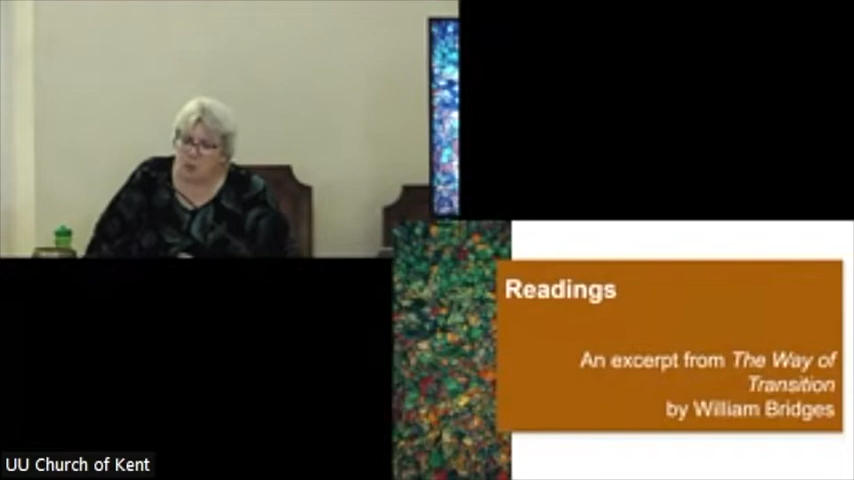 Readings
An excerpt from The Way of
Transition
by William Bridges
UU Church of Kent